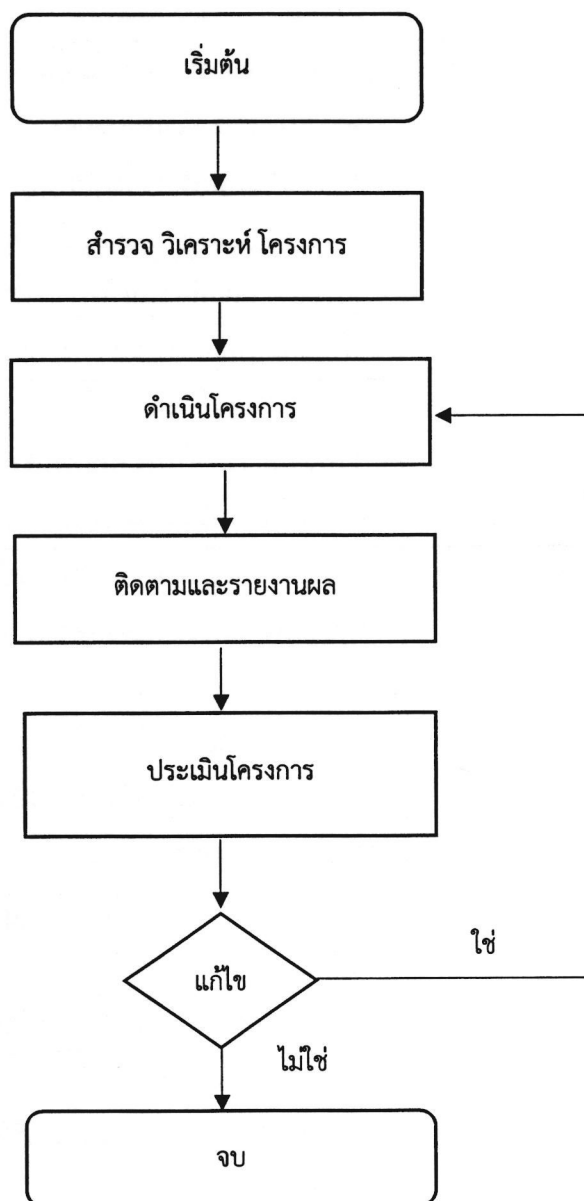 เริ่มต้น
สำรวจ วิเคราะห์ โครงการ
ดำเนินโครงการ
ติดตามและรายงานผล
ประเมินโครงการ
ใช่
แก้ไข
ไม่ใช่
จบ